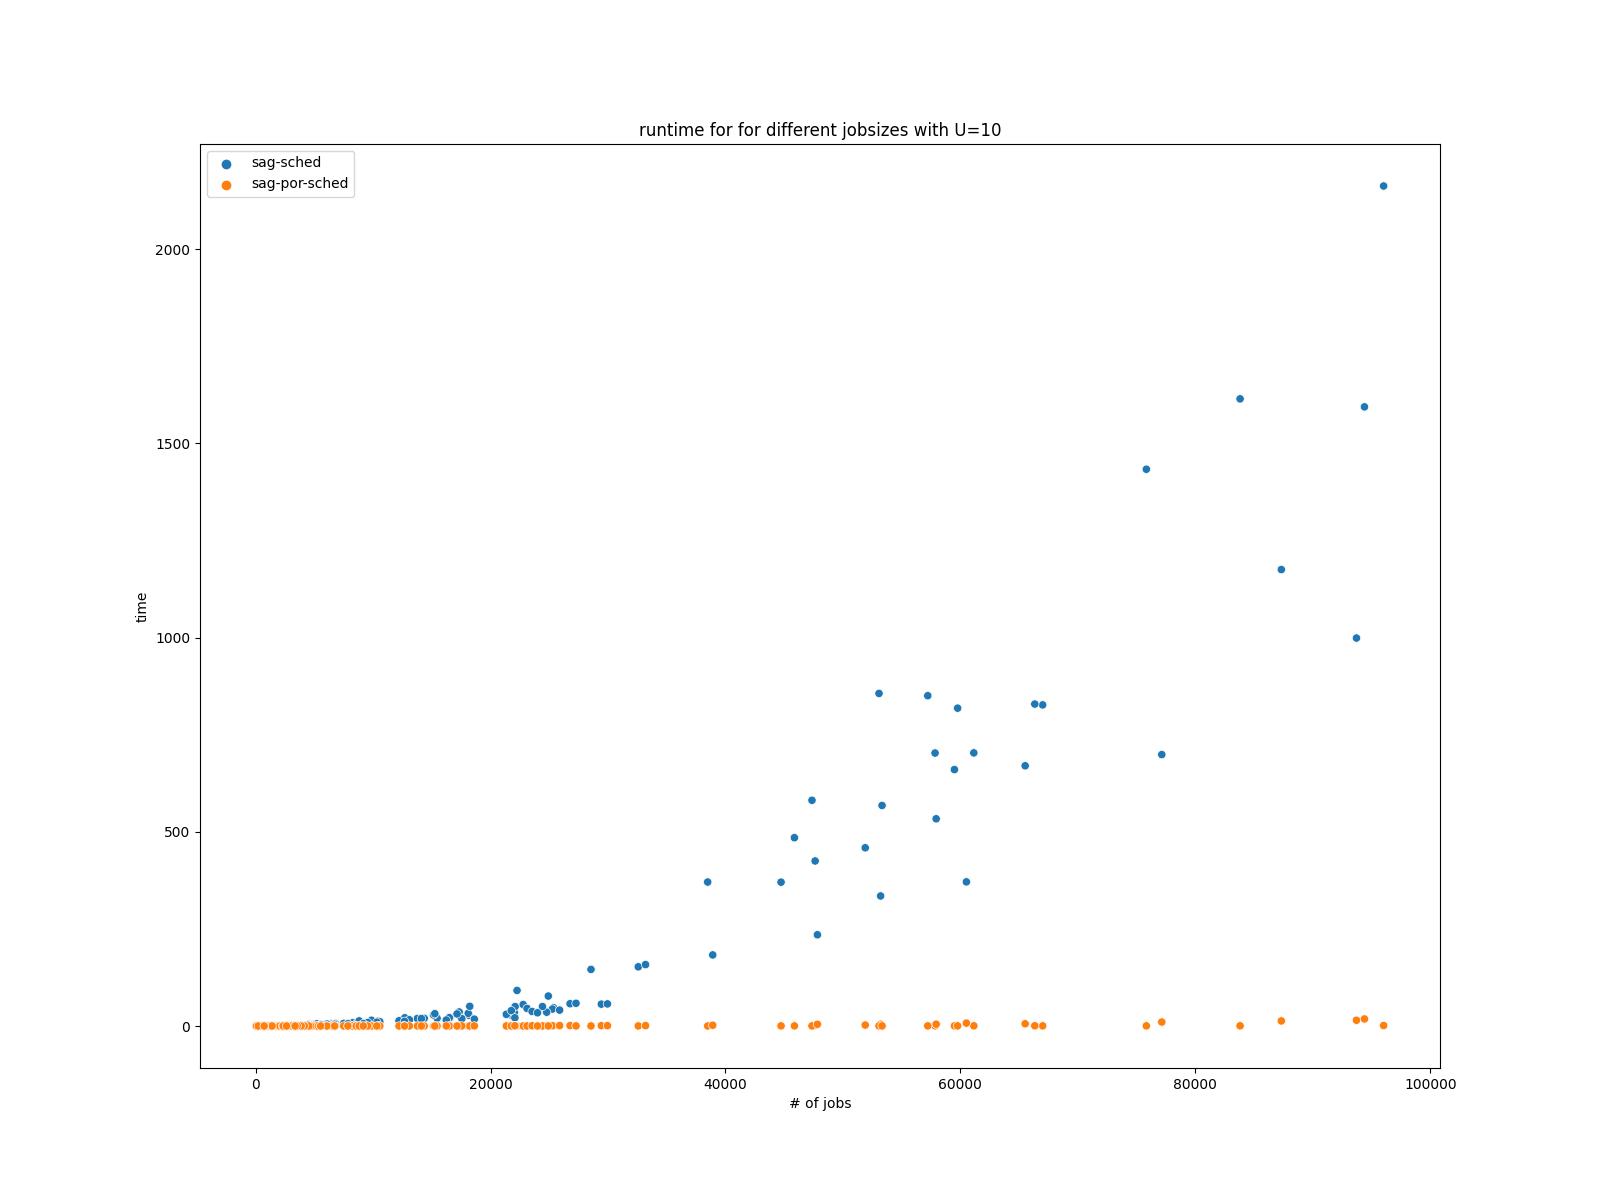 runtime for for different jobsizes with U=10
sag-sched
sag-por-sched
2000
1500
1000
500
0
time
0 20000 40000 60000 80000 100000
# of jobs